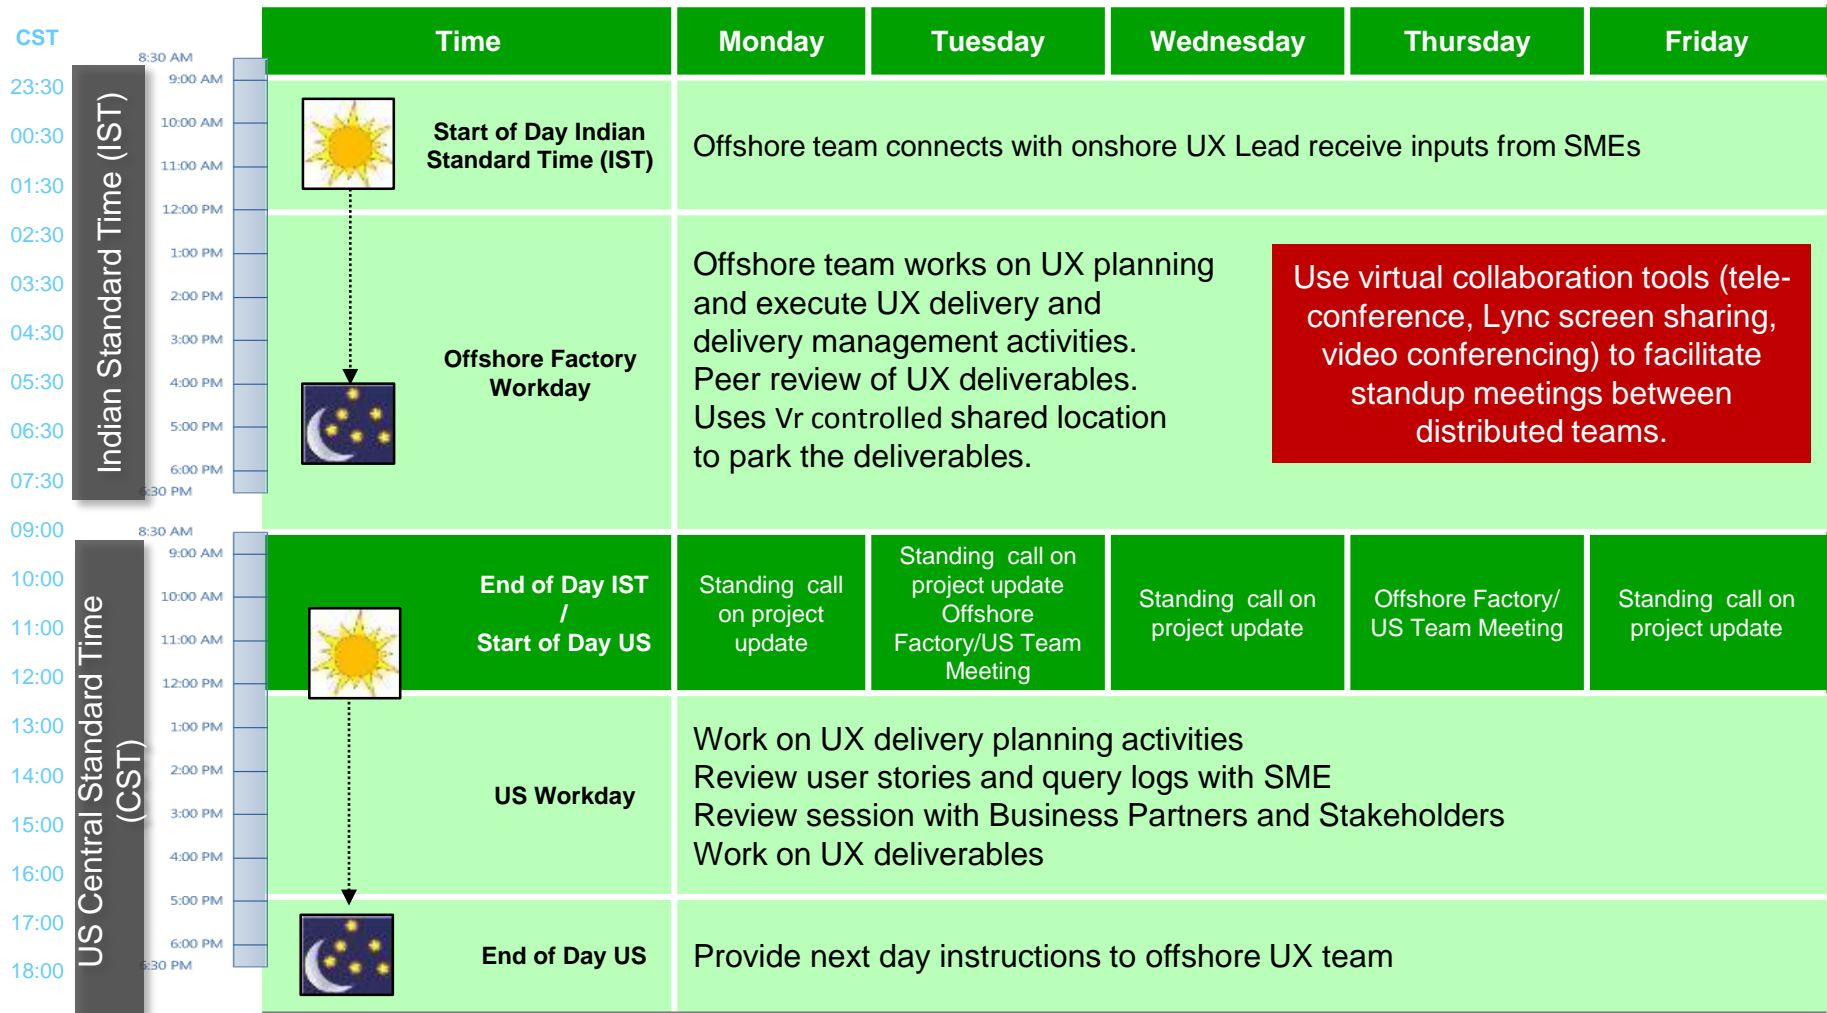 CST
Time
Monday
Tuesday
Wednesday
Thursday
Friday
23:30
00:30
01:30
02:30
03:30
04:30
05:30
06:30
07:30
Indian Standard Time (IST)
8:30 AM
9:00 AM
10:00 AM
11:00 AM
12:00 PM
1:00 PM
2:00 PM
3:00 PM
4:00 PM
5:00 PM
6:00 PM
6:30 PM
Start of Day Indian
Standard Time (IST)
Offshore team connects with onshore UX Lead receive inputs from SMEs
Offshore Factory
Workday
Offshore team works on UX planning
and execute UX delivery and
delivery management activities.
Peer review of UX deliverables.
Uses Vr controlled shared location
to park the deliverables.
Use virtual collaboration tools (tele-
conference, Lync screen sharing,
video conferencing) to facilitate
standup meetings between
distributed teams.
09:00
10:00
11:00
12:00
13:00
14:00
15:00
16:00
17:00
18:00
US Central Standard Time
(CST)
8:30 AM
9:00 AM
10:00 AM
11:00 AM
12:00 PM
1:00 PM
2:00 PM
3:00 PM
4:00 PM
5:00 PM
6:00 PM
6:30 PM
End of Day IST
/
Start of Day US
Standing call
on project
update
Standing call on
project update
Offshore
Factory/US Team
Meeting
Standing call on
project update
Offshore Factory/
US Team Meeting
Standing call on
project update
US Workday
Work on UX delivery planning activities
Review user stories and query logs with SME
Review session with Business Partners and Stakeholders
Work on UX deliverables
End of Day US
Provide next day instructions to offshore UX team